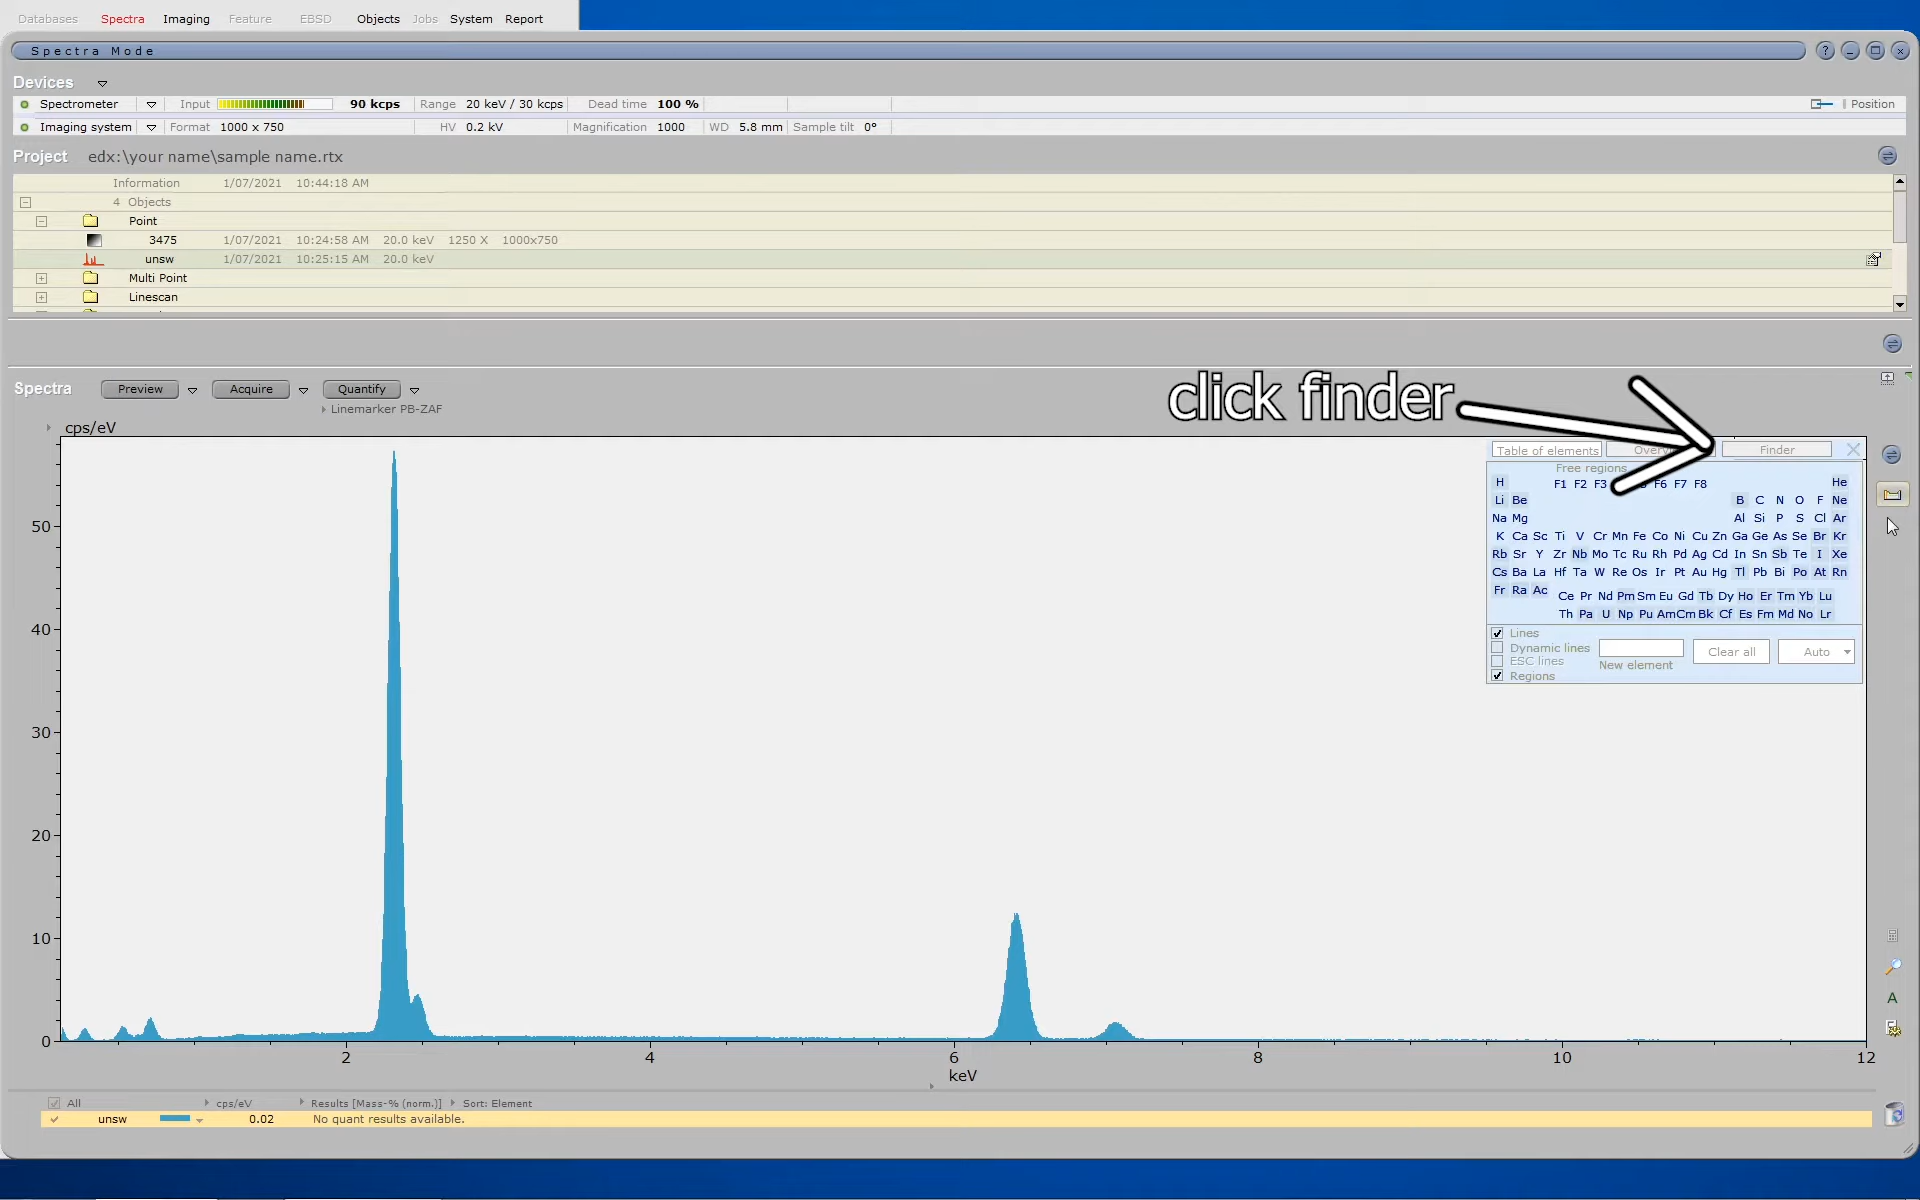 Databases Spectra Imaging Feature EBSD Objects Jobs System Report
Spectra Mode
Devices
Spectrometer Input 90 kcps Range 20 keV / 30 kcps Dead time 100 % Position
Imaging system Format 1000 x 750 HV 0.2 kV Magnification 1000 WD 5.8 mm Sample tilt 0°
Project edx:\your name\sample name.rtx
Information 1/07/2021 10:44:18 AM
4 Objects
Point
3475 1/07/2021 10:24:58 AM 20.0 keV 1250 X 1000x750
unsw 1/07/2021 10:25:15 AM 20.0 keV
Multi Point
Linescan
Spectra Preview Acquire Quantify
Linemarker PB-ZAF
click finder
cps/eV
Table of elements Finder
Free regions
F1 F2 F3 F6 F7 F8
H He
Li Be B C N O F Ne
Na Mg Al Si P S Cl Ar
K Ca Sc Ti V Cr Mn Fe Co Ni Cu Zn Ga Ge As Se Br Kr
Rb Sr Y Zr Nb Mo Tc Ru Rh Pd Ag Cd In Sn Sb Te I Xe
Cs Ba La Hf Ta W Re Os Ir Pt Au Hg Tl Pb Bi Po At Rn
Fr Ra Ac
Ce Pr Nd Pm Sm Eu Gd Tb Dy Ho Er Tm Yb Lu
Th Pa U Np Pu Am Cm Bk Cf Es Fm Md No Lr
Lines
Dynamic lines
ESC lines
New element
Regions
Clear all Auto
50
40
30
20
10
0
2 4 6 8 10 12
keV
A
All cps/eV Results [Mass-% (norm.)] Sort: Element
unsw 0.02 No quant results available.